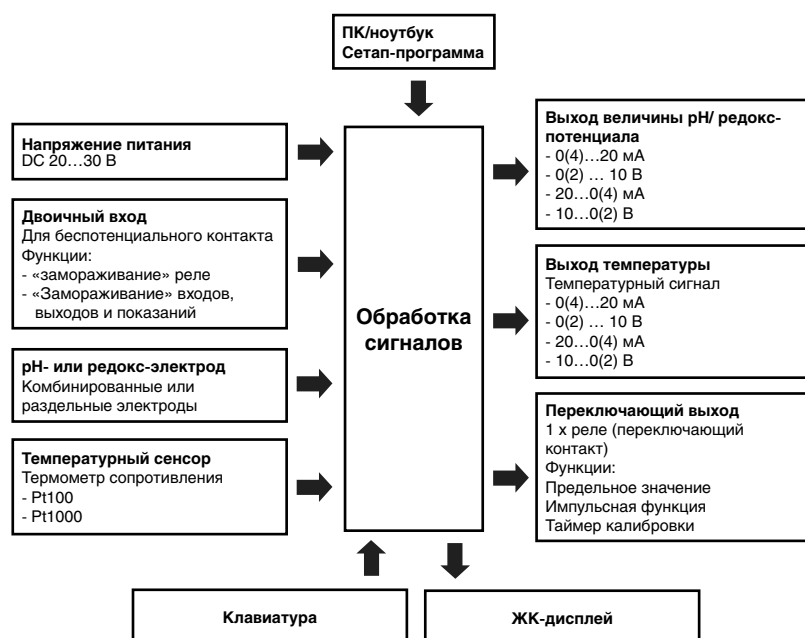 ПК/ноутбук
Сетап-программа
Напряжение питания
DC 20...30 В
Двоичный вход
Для беспотенциального контакта
Функции:
- «замораживание» реле
- «Замораживание» входов,
выходов и показаний
pH- или редокс-электрод
Комбинированные или
раздельные электроды
Температурный сенсор
Термометр сопротивления
- Pt100
- Pt1000
Обработка
сигналов
Выход величины pH/ редокс-
потенциала
- 0(4)...20 мА
- 0(2) ... 10 В
- 20...0(4) мА
- 10...0(2) В
Выход температуры
Температурный сигнал
- 0(4)...20 мА
- 0(2) ... 10 В
- 20...0(4) мА
- 10...0(2) В
Переключающий выход
1 x реле (переключающий
контакт)
Функции:
Предельное значение
Импульсная функция
Таймер калибровки
Клавиатура
ЖК-дисплей